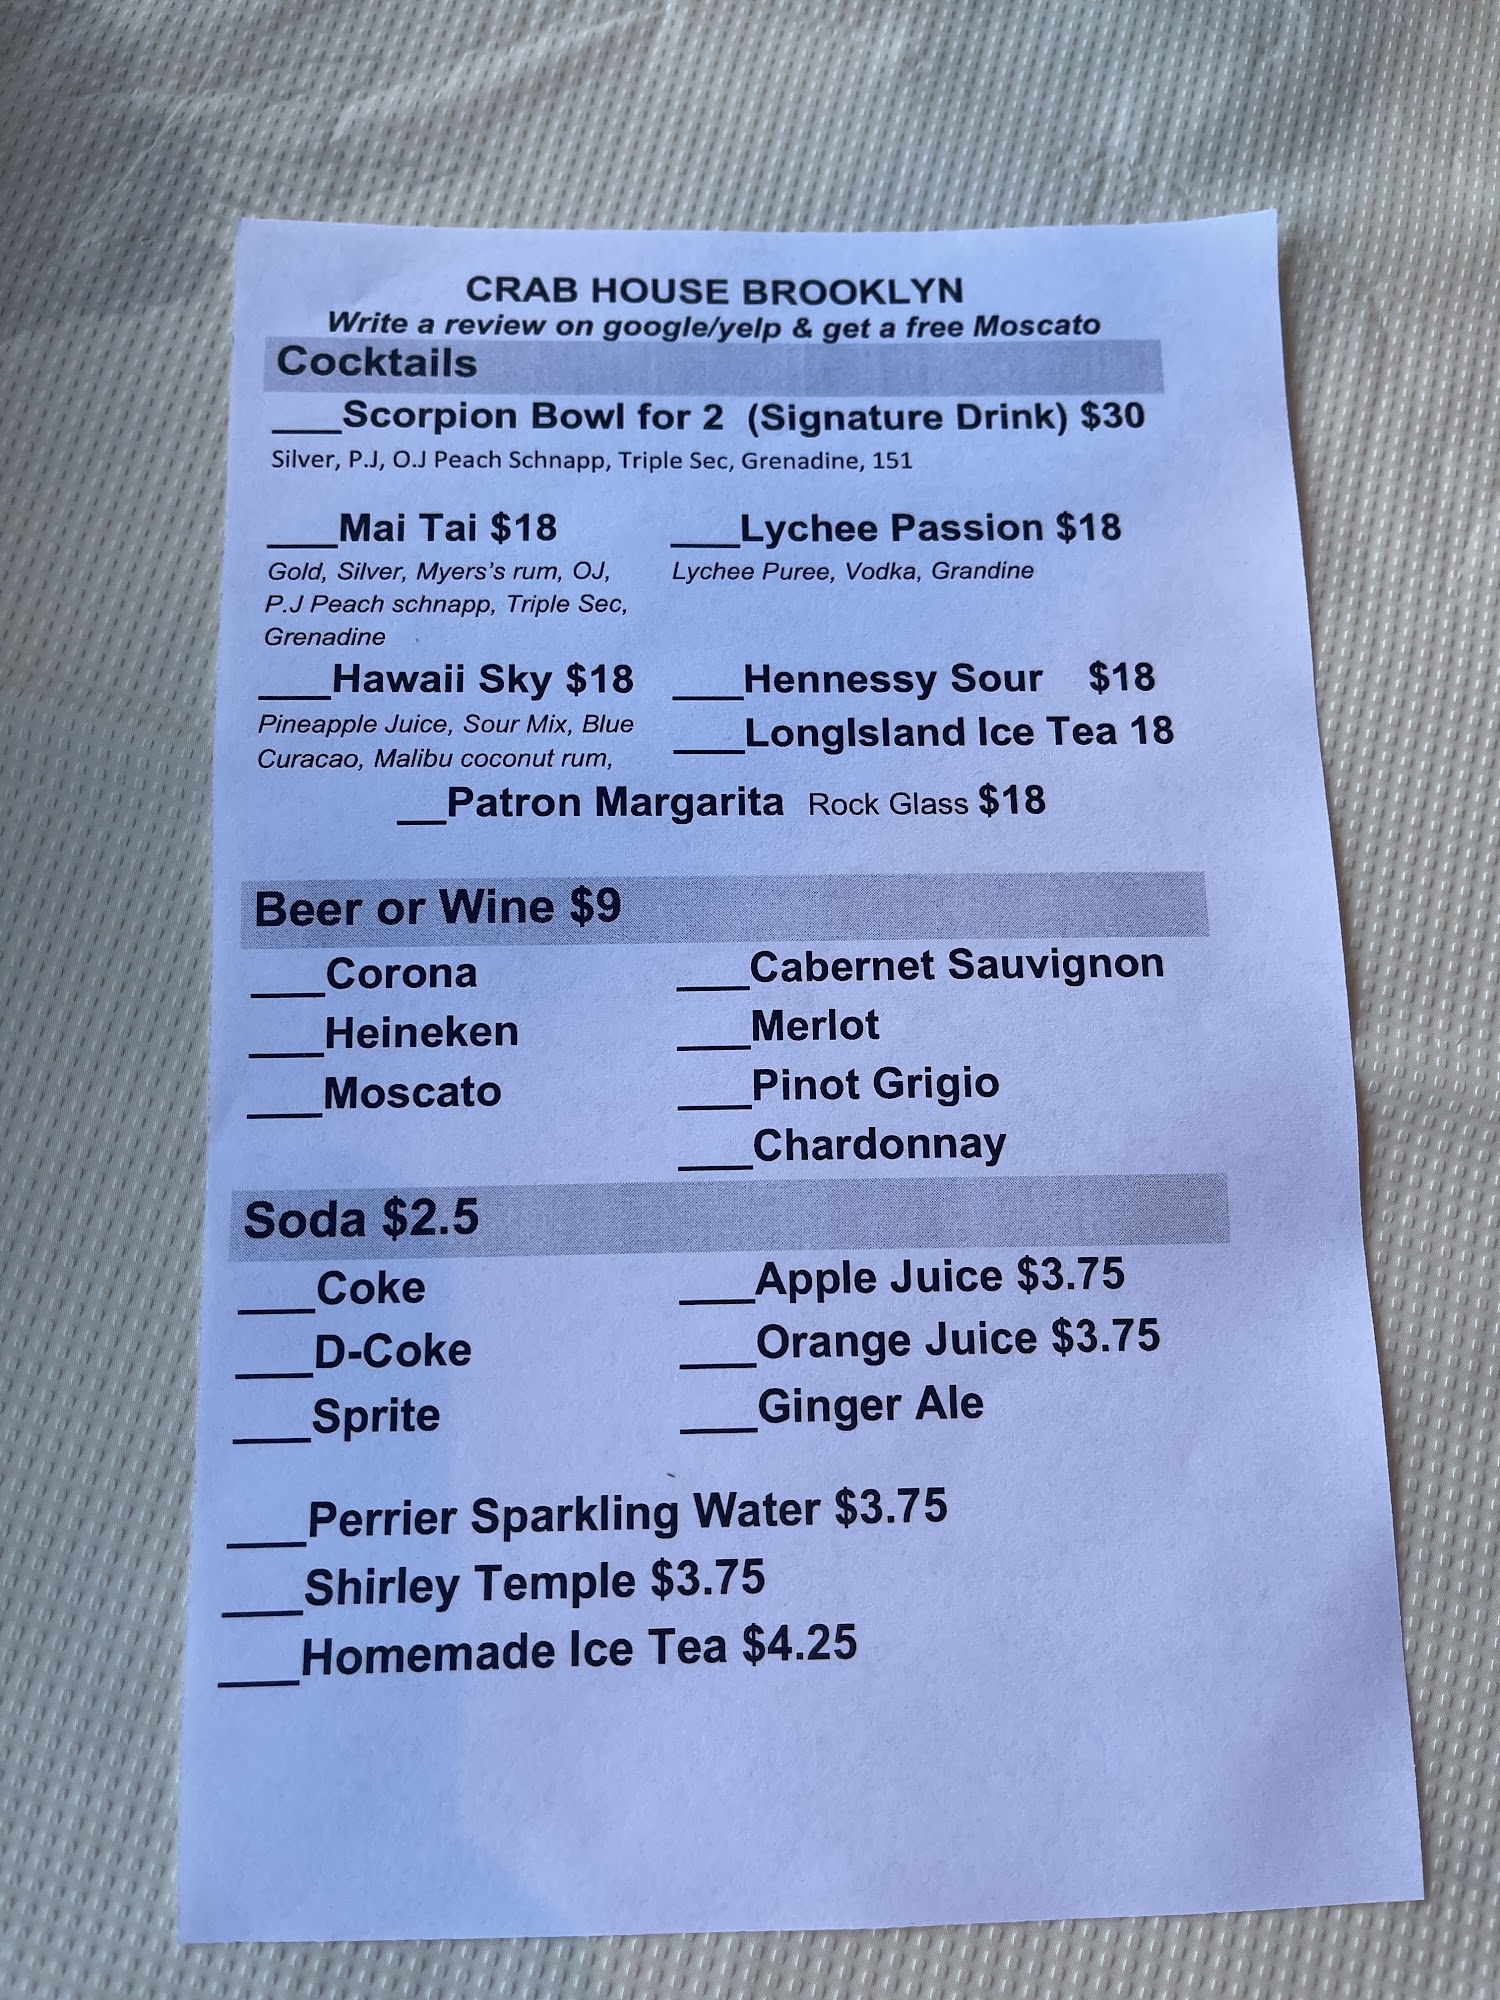 CRAB HOUSE BROOKLYN
Write a review on google/yelp & get a free Moscato
Cocktails
___Scorpion Bowl for 2 (Signature Drink) $30
Silver, P.J, O.J Peach Schnapp, Triple Sec, Grenadine, 151
___Mai Tai $18
Gold, Silver, Myers's rum, OJ,
P.J Peach schnapp, Triple Sec,
Grenadine
___Lychee Passion $18
Lychee Puree, Vodka, Grandine
___Hawaii Sky $18
Pineapple Juice, Sour Mix, Blue
Curacao, Malibu coconut rum,
___Hennessy Sour $18
___LongIsland Ice Tea 18
__Patron Margarita Rock Glass $18
Beer or Wine $9
___Corona
___Heineken
___Moscato
___Cabernet Sauvignon
___Merlot
___Pinot Grigio
___Chardonnay
Soda $2.5
___Coke
___D-Coke
___Sprite
___Apple Juice $3.75
___Orange Juice $3.75
___Ginger Ale
___Perrier Sparkling Water $3.75
___Shirley Temple $3.75
___Homemade Ice Tea $4.25